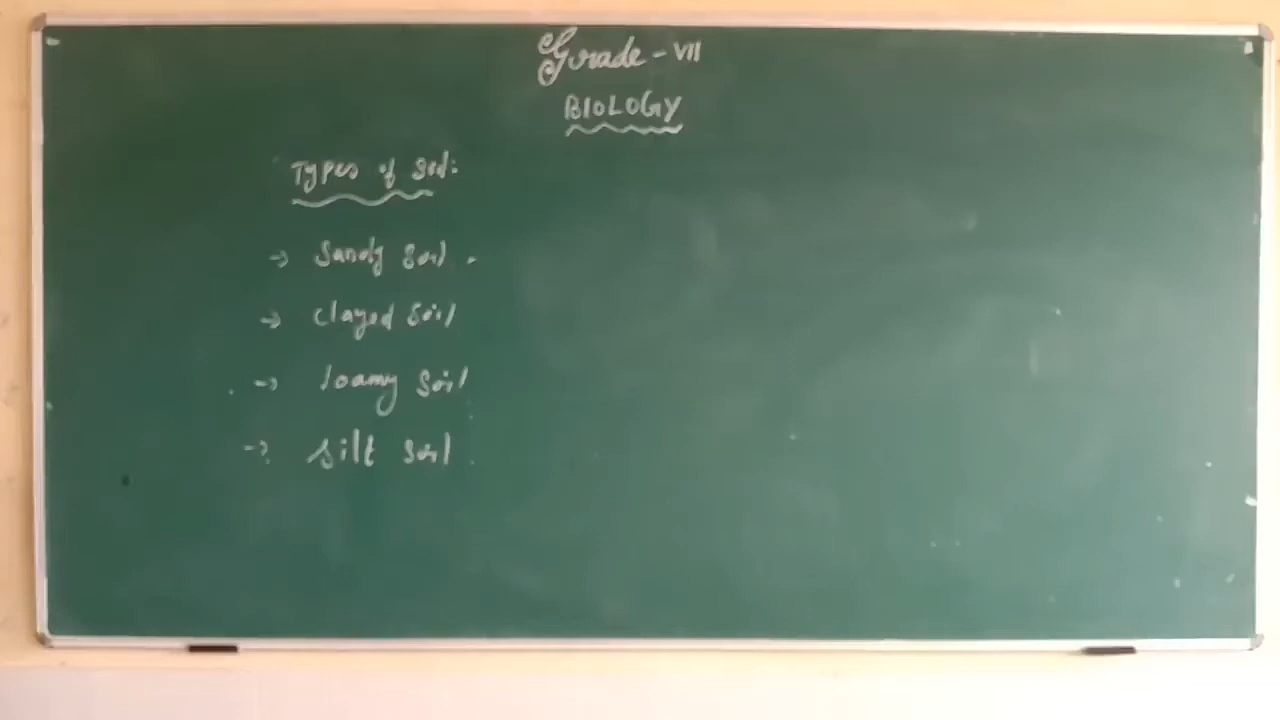 Grade - VII
BIOLOGY
Types of Soil:
→ Sandy Soil .
→ Clayed Soil
→ loamy Soil
→ Silt Soil